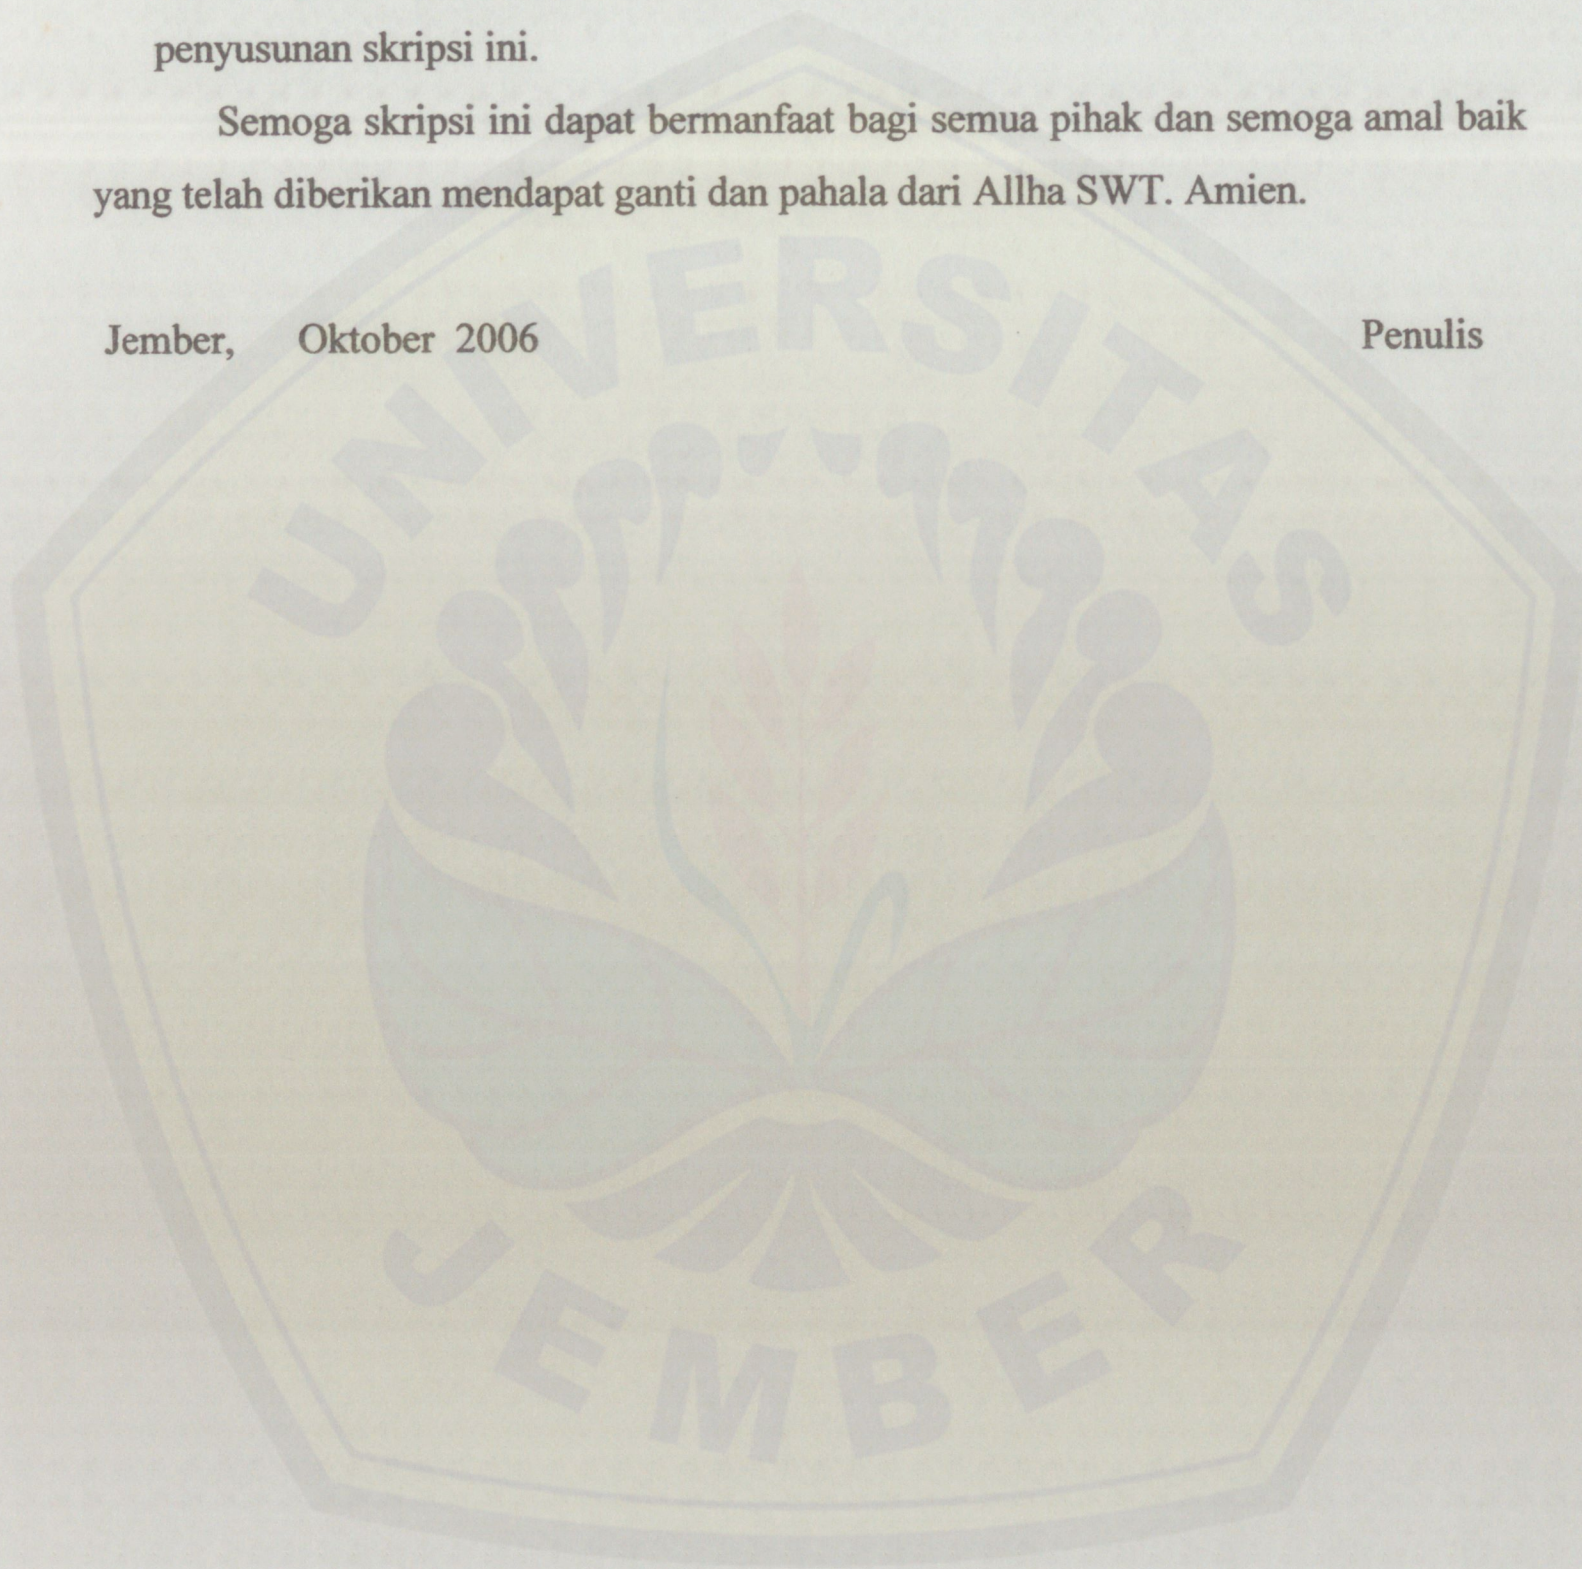 penyusunan skripsi ini.
Semoga skripsi ini dapat bermanfaat bagi semua pihak dan semoga amal baik
yang telah diberikan mendapat ganti dan pahala dari Allha SWT. Amien.
Jember, Oktober 2006 Penulis
UNIVERSITAS
JEMBER